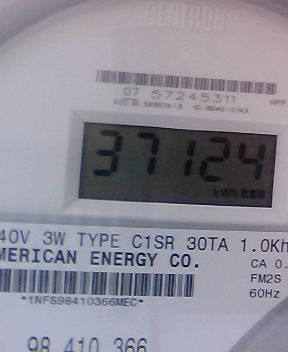 CENTRON®
07 57245311
37124
kWh
40V 3W TYPE C1SR 30TA 1.0Kh
MERICAN ENERGY CO.
CA 0.
FM2S
60Hz
*1NFS98410366MEC*
98 410 366